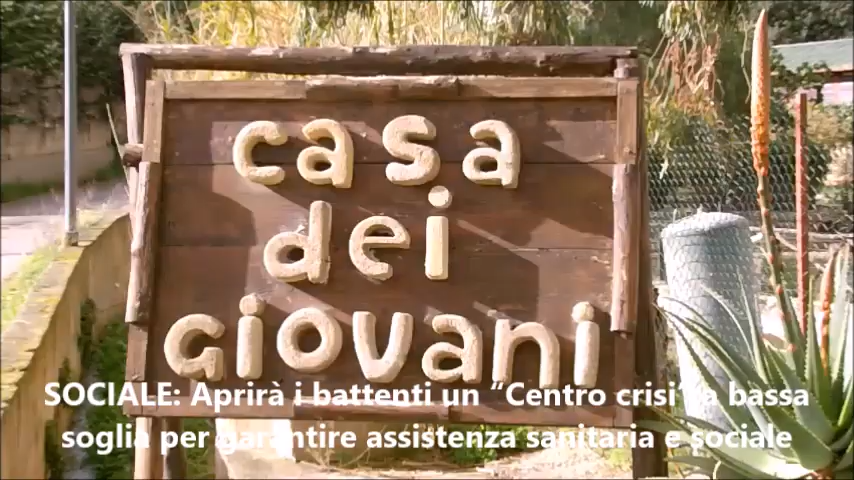 casa
dei
giovani
SOCIALE: Aprirà i battenti un “Centro crisi” a bassa
soglia per garantire assistenza sanitaria e sociale